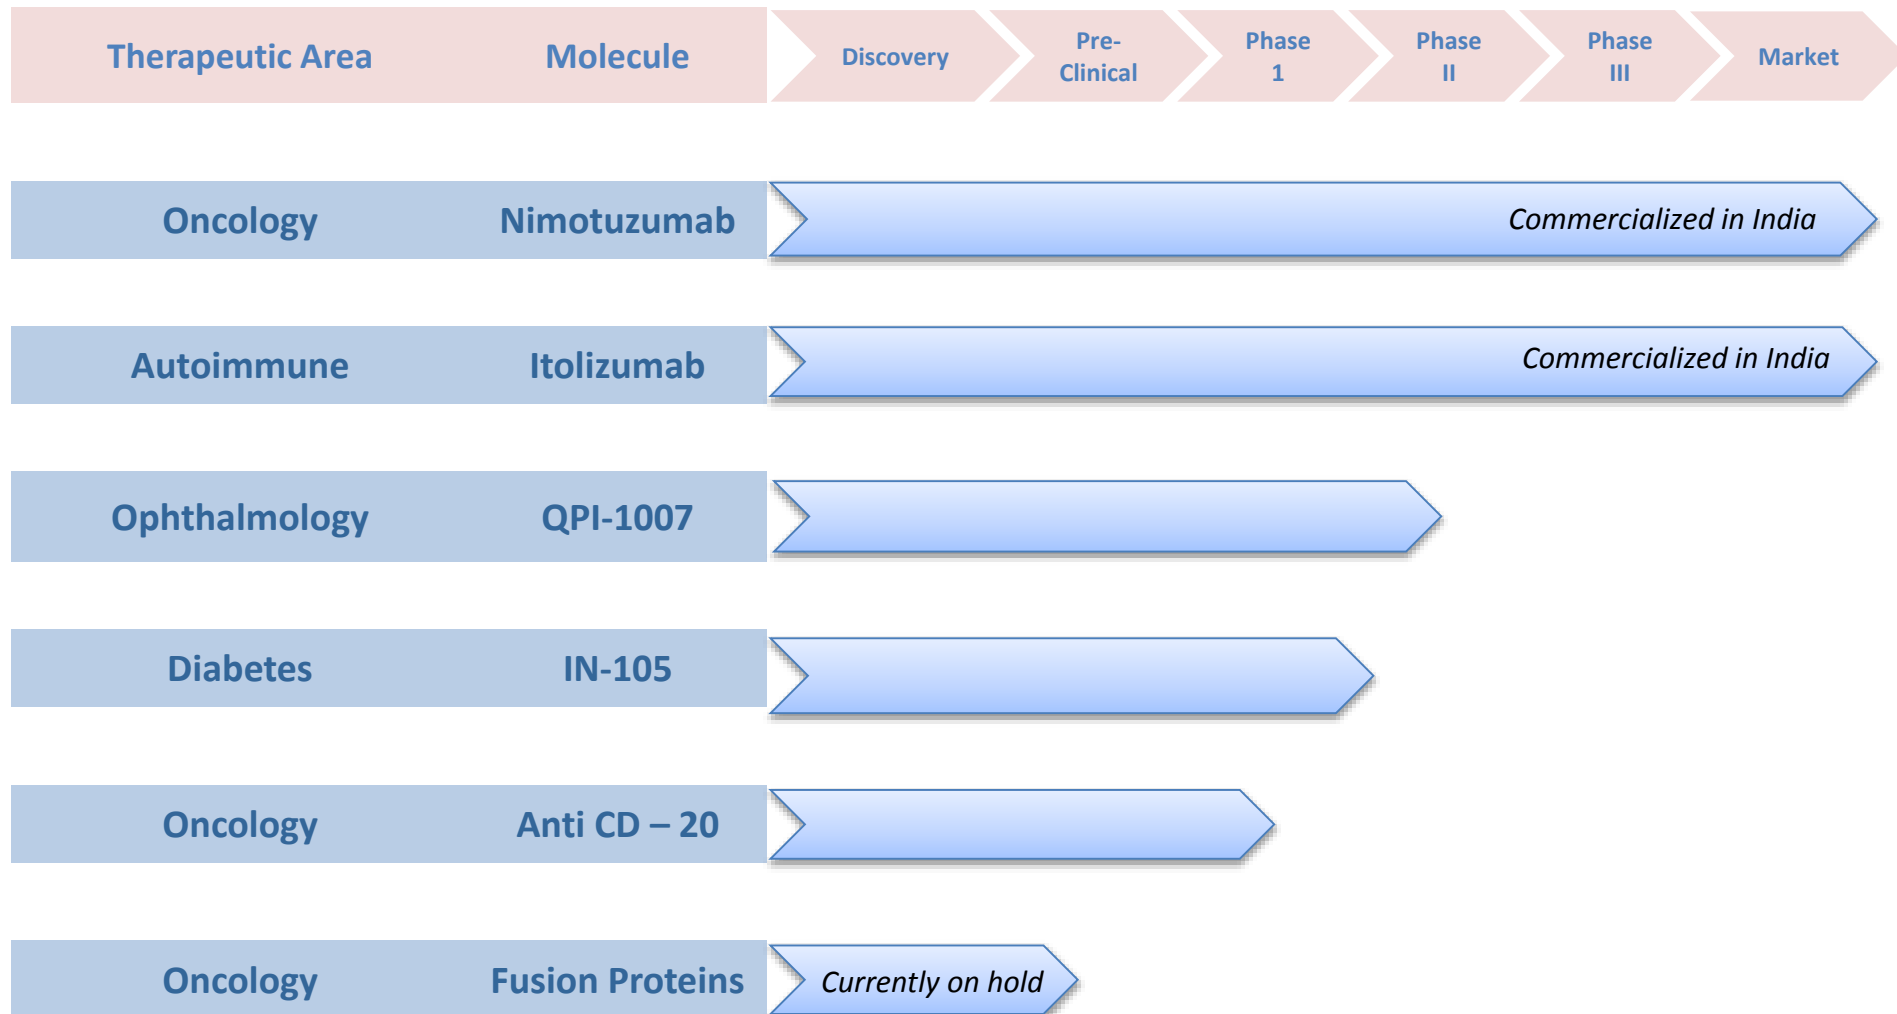 Therapeutic Area Molecule Discovery Pre-Clinical Phase 1 Phase II Phase III Market
Oncology Nimotuzumab Commercialized in India
Autoimmune Itolizumab Commercialized in India
Ophthalmology QPI-1007
Diabetes IN-105
Oncology Anti CD – 20
Oncology Fusion Proteins Currently on hold